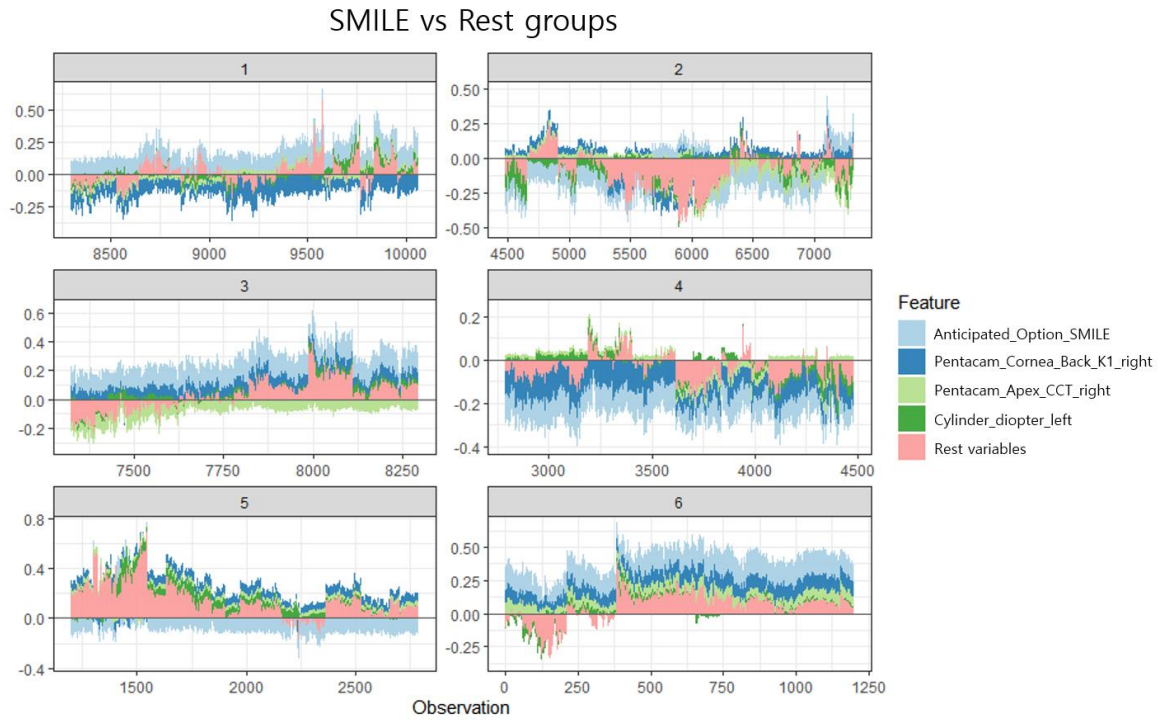 SMILE vs Rest groups
1
2
0.50
0.25
0.00
-0.25
8500 9000 9500 10000
0.50
0.25
0.00
-0.25
-0.50
4500 5000 5500 6000 6500 7000
3
4
0.6
0.4
0.2
0.0
-0.2
7500 7750 8000 8250
0.2
0.0
-0.2
-0.4
3000 3500 4000 4500
5
6
0.8
0.4
0.0
-0.4
1500 2000 2500
0.50
0.25
0.00
-0.25
0 250 500 750 1000 1250
Observation
Feature
Anticipated_Option_SMILE
Pentacam_Cornea_Back_K1_right
Pentacam_Apex_CCT_right
Cylinder_diopter_left
Rest variables